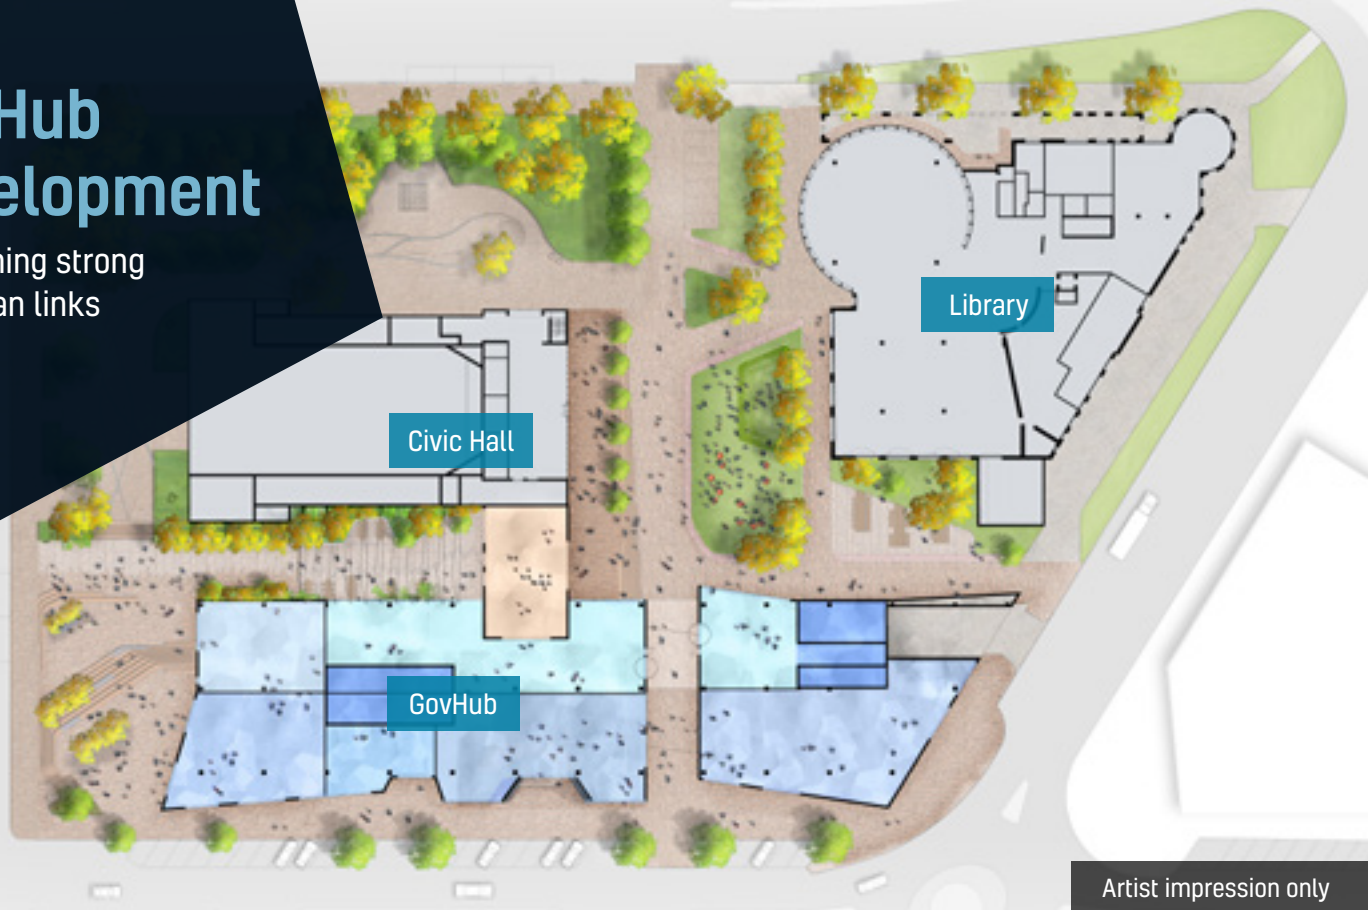 Hub
elopment
ning strong
an links
Library
Civic Hall
GovHub
Artist impression only